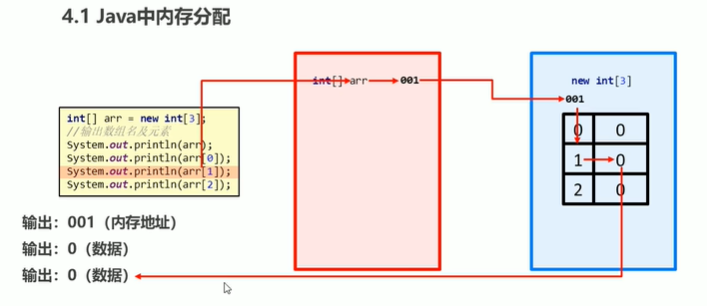 4.1 Java中内存分配
int[] arr = new int[3];
//输出数组名及元素
System.out.println(arr);
System.out.println(arr[0]);
System.out.println(arr[1]);
System.out.println(arr[2]);
输出：001（内存地址）
输出：0（数据）
输出：0（数据）
int[] arr 001
new int[3]
001
0 0
1 0
2 0